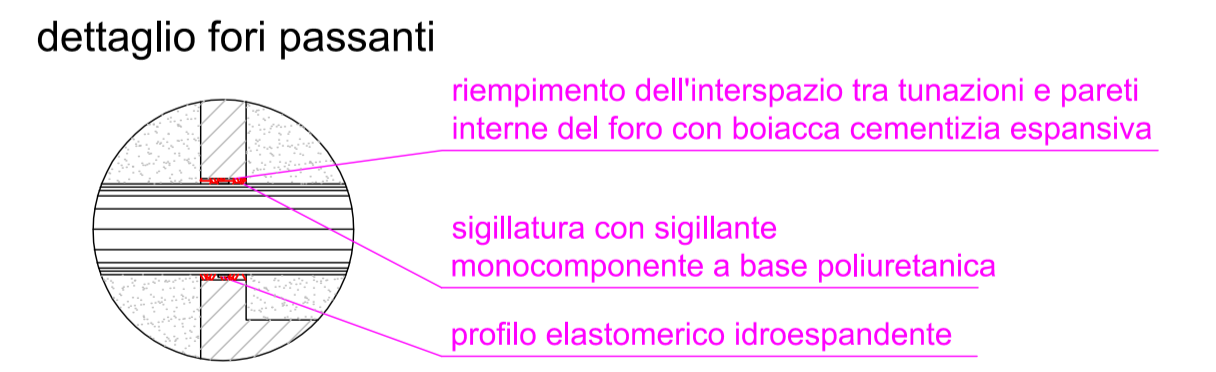 dettaglio fori passanti
riempimento dell'interspazio tra tunazioni e pareti
interne del foro con boiacca cementizia espansiva
sigillatura con sigillante
monocomponente a base poliuretanica
profilo elastomerico idroespandente